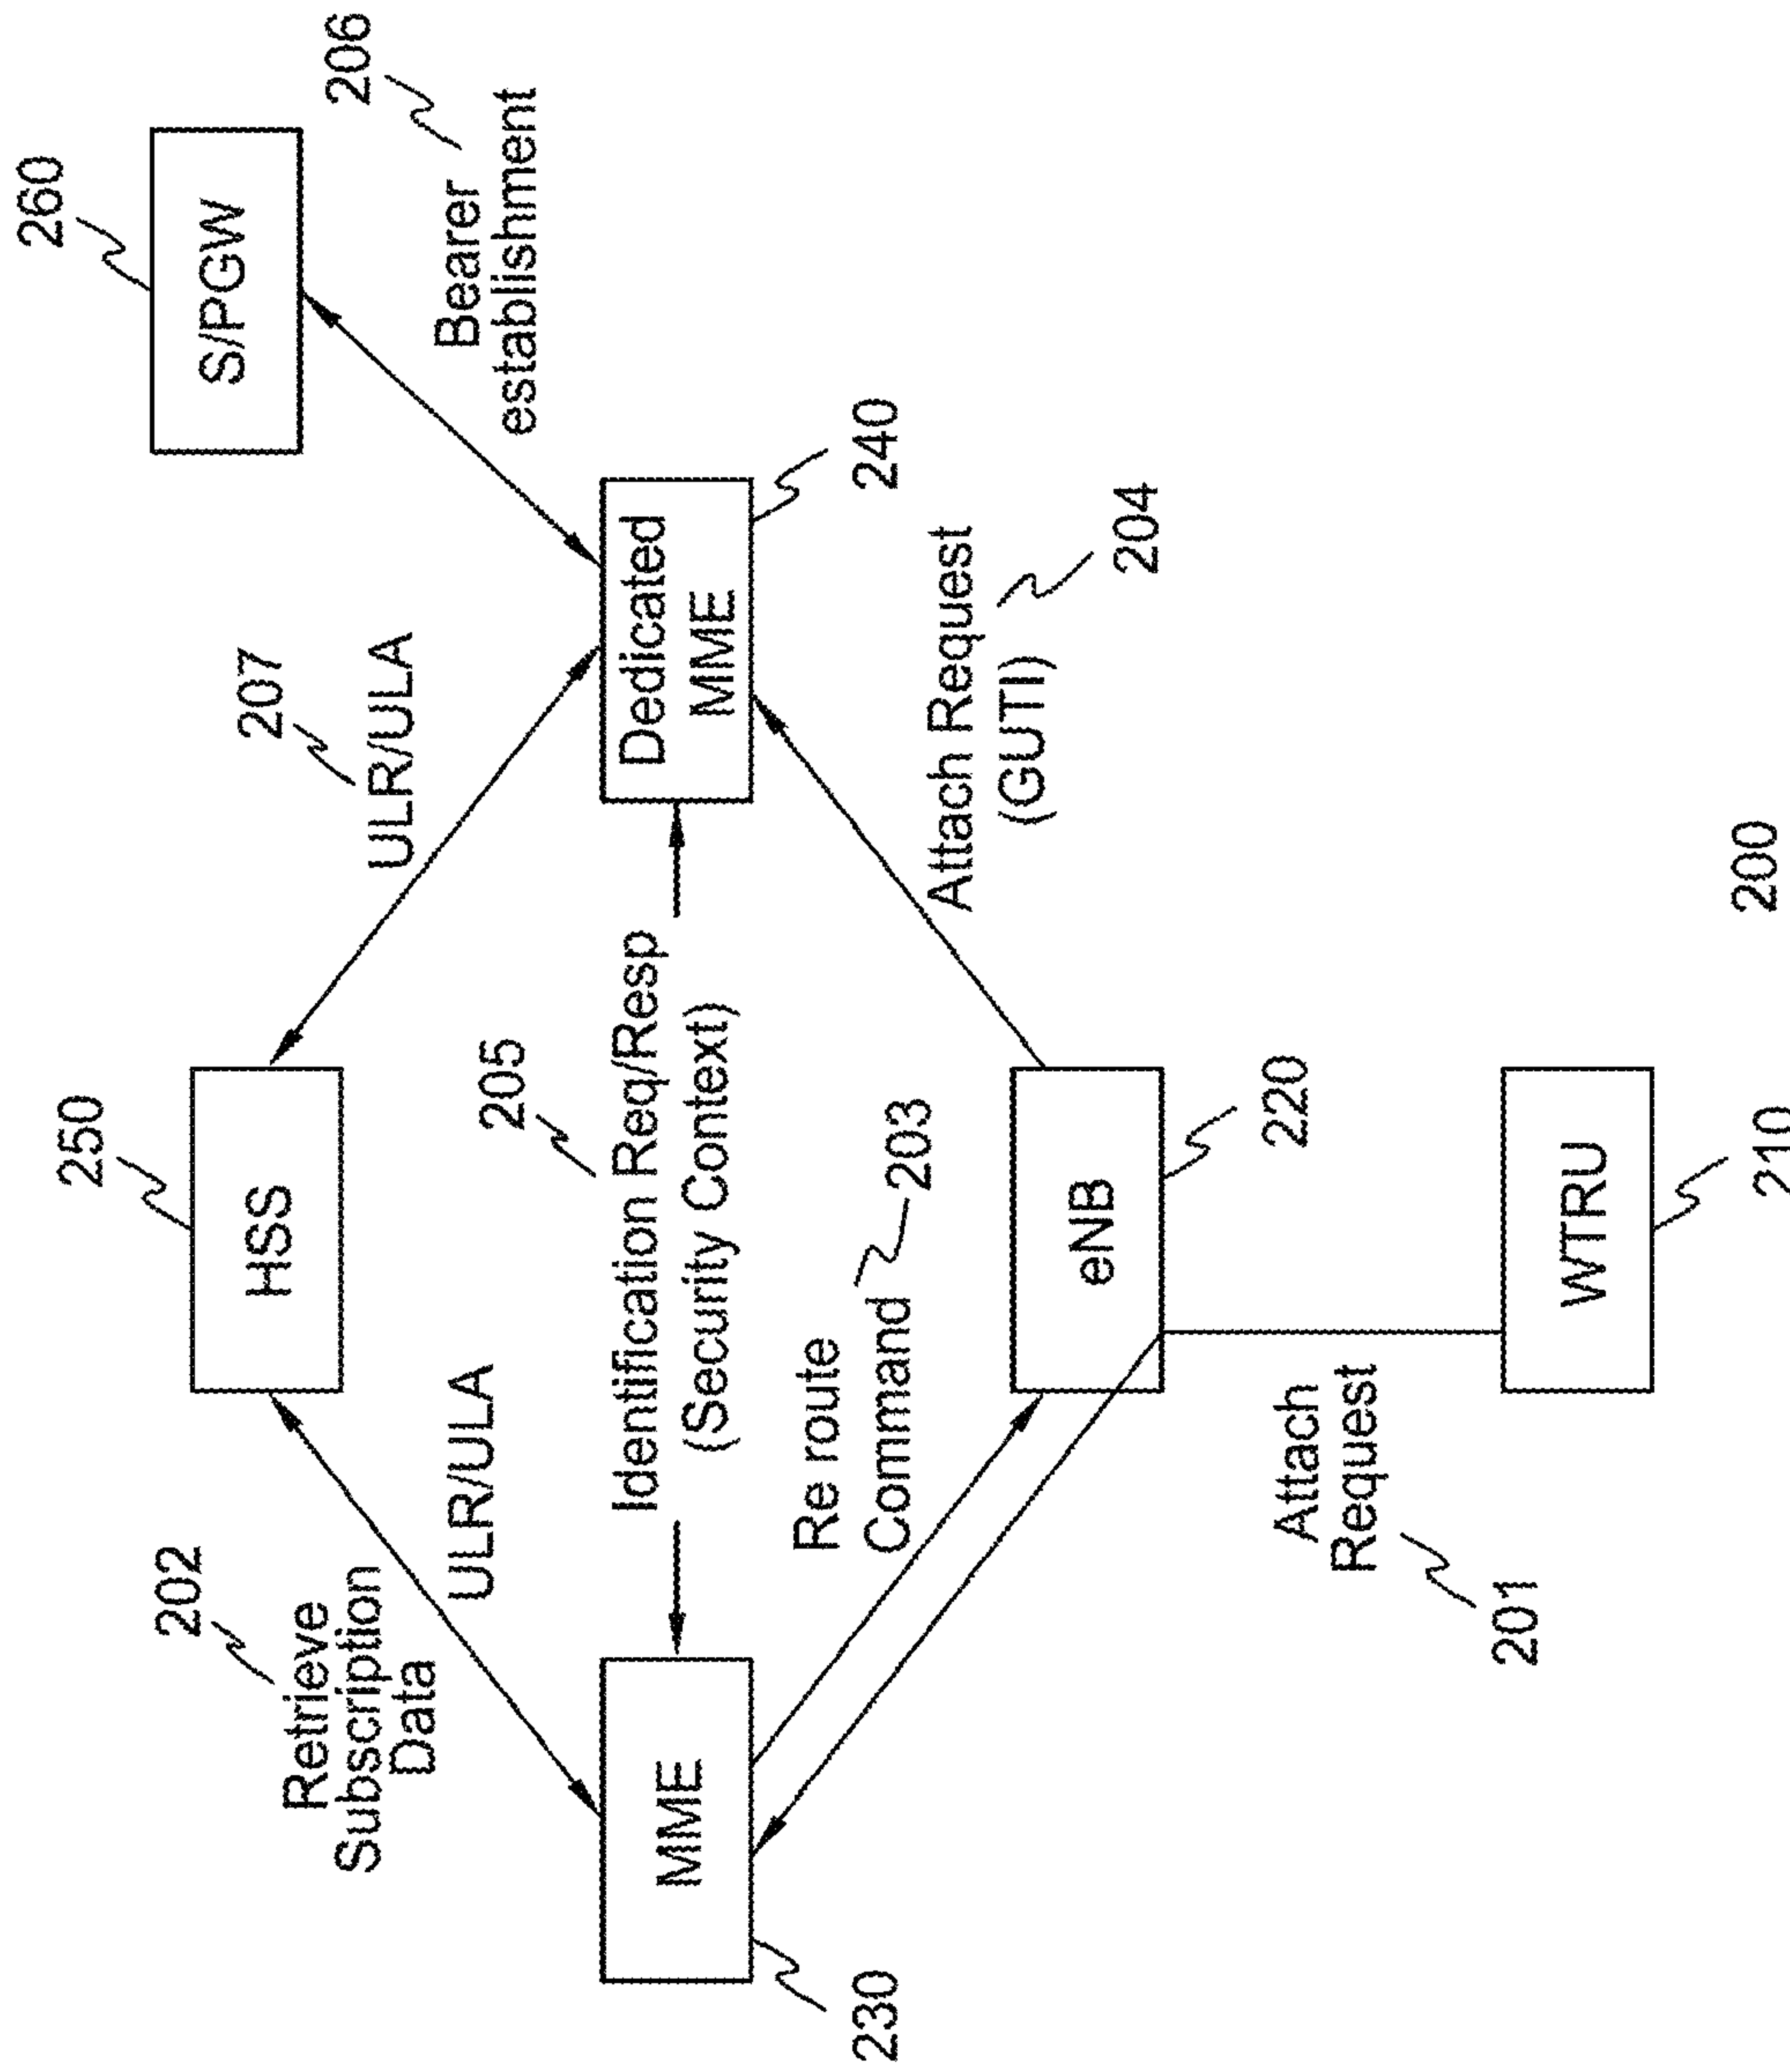 260
S/PGW
206
Bearer
establishment
207
ULR/ULA
250
HSS
202
Retrieve
Subscription
Data
ULR/ULA
205
Identification Req/Resp
(Security Context)
Dedicated
MME
240
MME
230
Re route
Command
203
Attach Request
(GUTI)
204
eNB
220
Attach
Request
201
WTRU
210
200